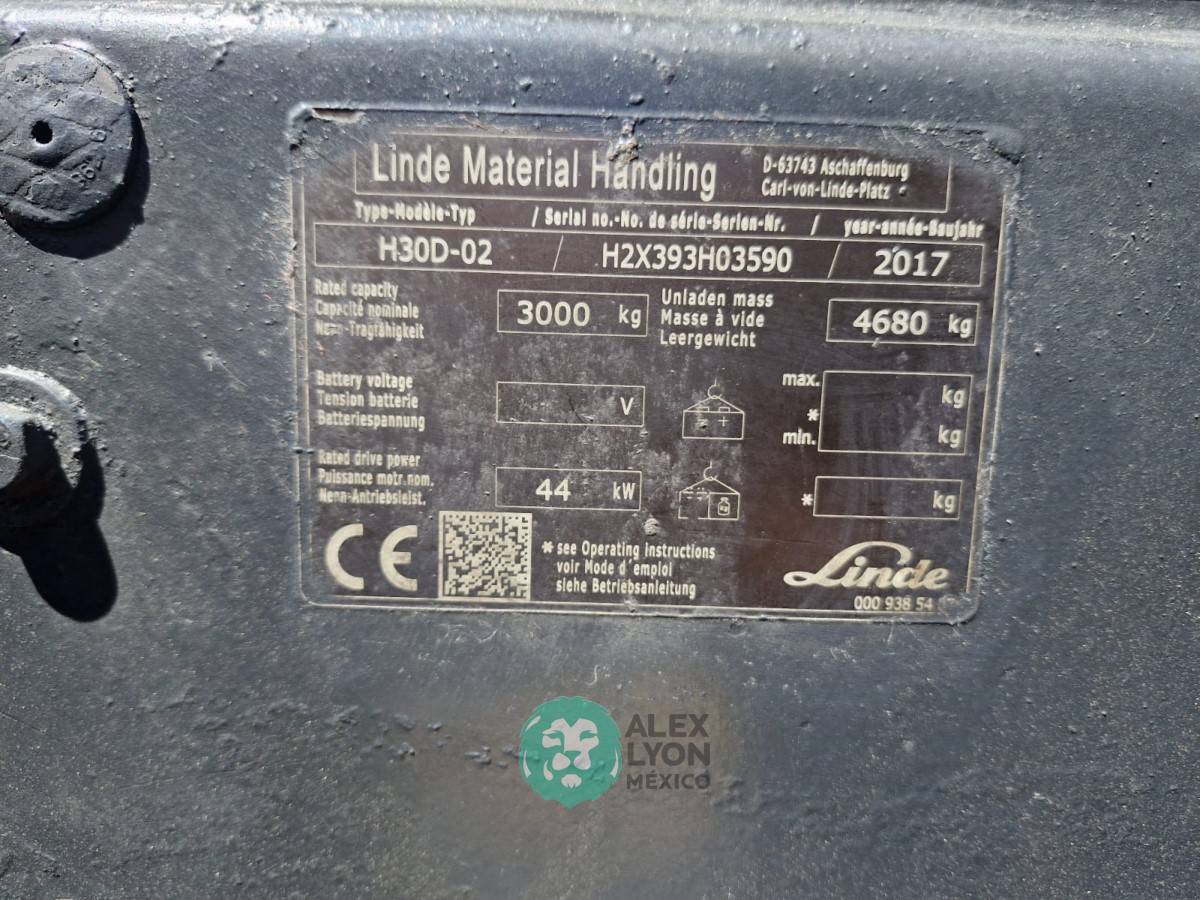 Linde Material Handling
D-63743 Aschaffenburg
Carl-von-Linde-Platz
Type-Modèle-Typ / Serial no.-No. de série-Serien-Nr. / year-année-Baujahr
H30D-02 / H2X393H03590 / 2017
Rated capacity
Capacité nominale
Nenn-Tragfähigkeit
3000 kg
Unladen mass
Masse à vide
Leergewicht
4680 kg
Battery voltage
Tension batterie
Batteriespannung
V
max. kg
*
min. kg
Rated drive power
Puissance motr.nom.
Nenn-Antriebsleist.
44 kW
* kg
CE
* see Operating Instructions
voir Mode d'emploi
siehe Betriebsanleitung
Linde
000 938 54
ALEX
LYON
MÉXICO